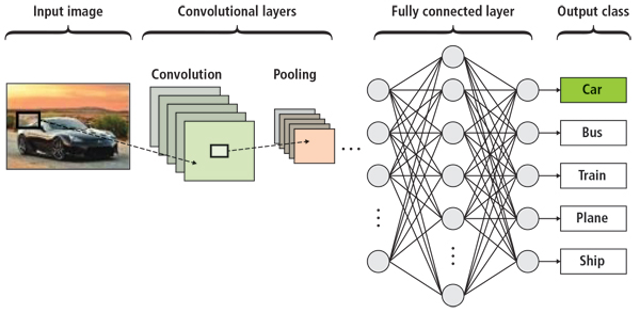 Input image
Convolutional layers
Fully connected layer
Output class
Convolution
Pooling
Car
Bus
Train
Plane
Ship